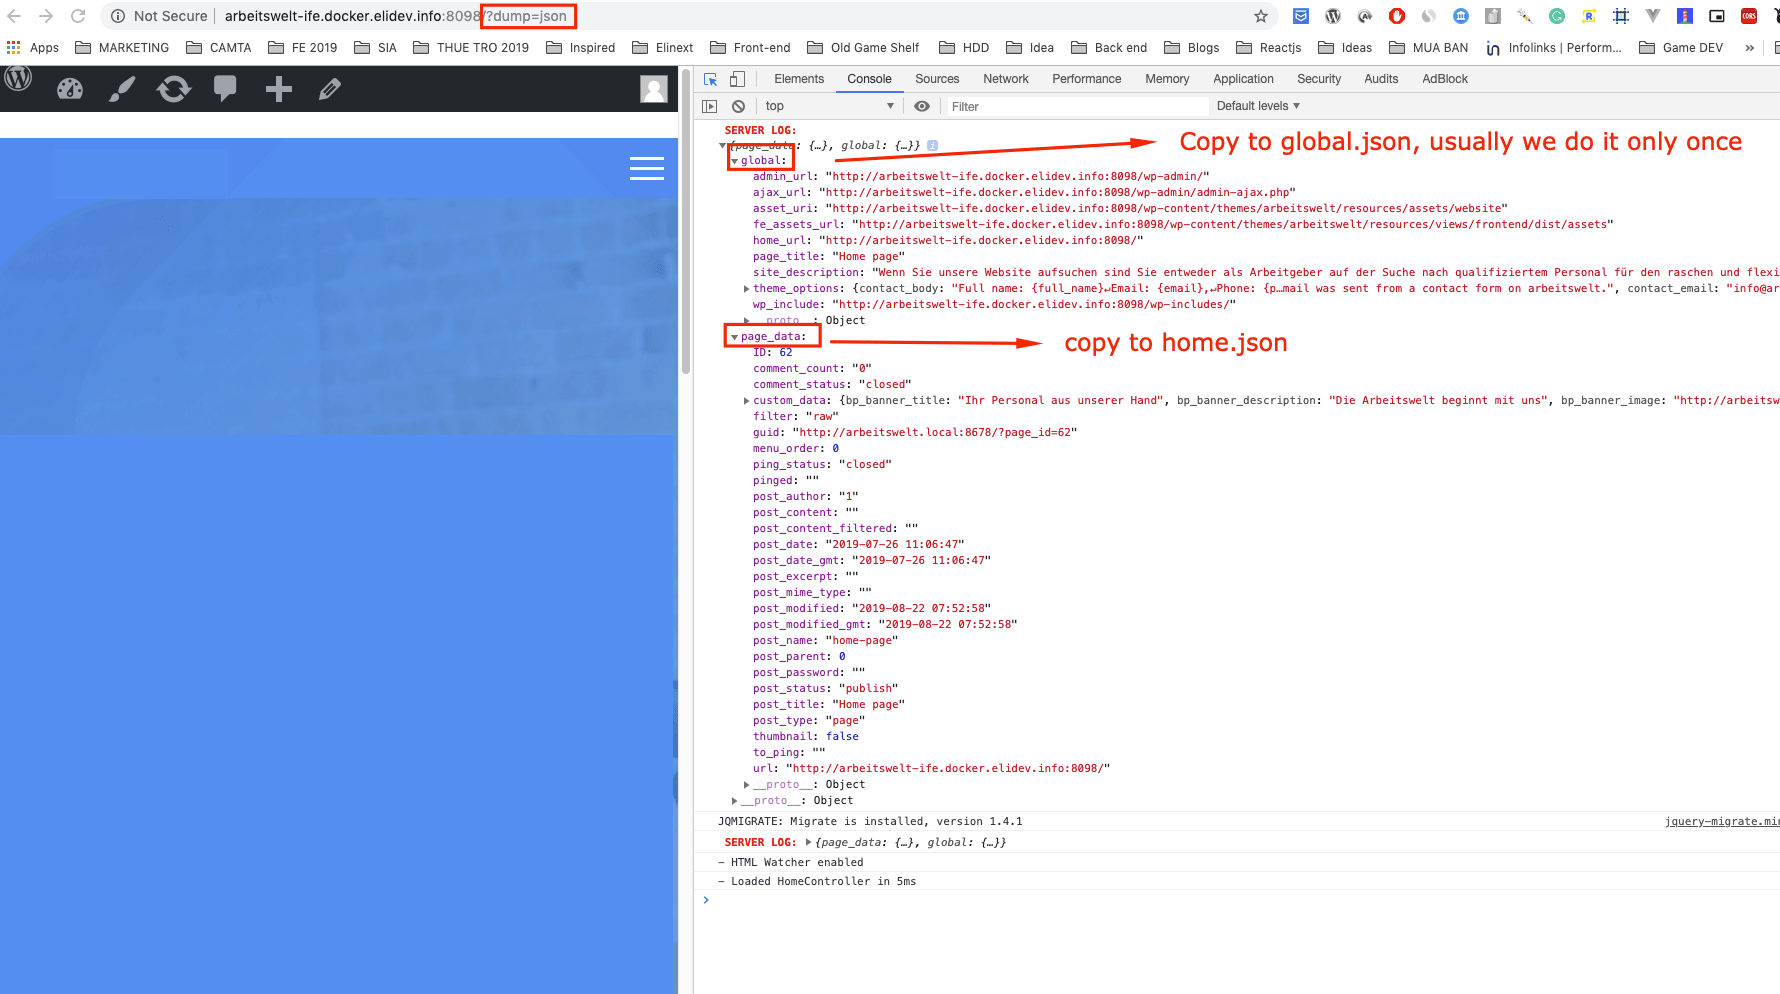 Not Secure | arbeitswelt-ife.docker.elidev.info:8098/?dump=json
Apps MARKETING CAMTA FE 2019 SIA THUE TRO 2019 Inspired Elinext Front-end Old Game Shelf HDD Idea Back end Blogs Reactjs Ideas MUA BAN Infolinks | Perform... Game DEV »
Elements Console Sources Network Performance Memory Application Security Audits AdBlock
top Filter Default levels
SERVER LOG:
{page_data: {…}, global: {…}}
global:
Copy to global.json, usually we do it only once
admin_url: "http://arbeitswelt-ife.docker.elidev.info:8098/wp-admin/"
ajax_url: "http://arbeitswelt-ife.docker.elidev.info:8098/wp-admin/admin-ajax.php"
asset_uri: "http://arbeitswelt-ife.docker.elidev.info:8098/wp-content/themes/arbeitswelt/resources/assets/website"
fe_assets_url: "http://arbeitswelt-ife.docker.elidev.info:8098/wp-content/themes/arbeitswelt/resources/views/frontend/dist/assets"
home_url: "http://arbeitswelt-ife.docker.elidev.info:8098/"
page_title: "Home page"
site_description: "Wenn Sie unsere Website aufsuchen sind Sie entweder als Arbeitgeber auf der Suche nach qualifiziertem Personal für den raschen und flexi
theme_options: {contact_body: "Full name: {full_name}↵Email: {email},↵Phone: {p…mail was sent from a contact form on arbeitswelt.", contact_email: "info@ar
wp_include: "http://arbeitswelt-ife.docker.elidev.info:8098/wp-includes/"
__proto__: Object
page_data:
copy to home.json
ID: 62
comment_count: "0"
comment_status: "closed"
custom_data: {bp_banner_title: "Ihr Personal aus unserer Hand", bp_banner_description: "Die Arbeitswelt beginnt mit uns", bp_banner_image: "http://arbeitsw
filter: "raw"
guid: "http://arbeitswelt.local:8678/?page_id=62"
menu_order: 0
ping_status: "closed"
pinged: ""
post_author: "1"
post_content: ""
post_content_filtered: ""
post_date: "2019-07-26 11:06:47"
post_date_gmt: "2019-07-26 11:06:47"
post_excerpt: ""
post_mime_type: ""
post_modified: "2019-08-22 07:52:58"
post_modified_gmt: "2019-08-22 07:52:58"
post_name: "home-page"
post_parent: 0
post_password: ""
post_status: "publish"
post_title: "Home page"
post_type: "page"
thumbnail: false
to_ping: ""
url: "http://arbeitswelt-ife.docker.elidev.info:8098/"
__proto__: Object
__proto__: Object
JQMIGRATE: Migrate is installed, version 1.4.1 jquery-migrate.min
SERVER LOG: {page_data: {…}, global: {…}}
– HTML Watcher enabled
– Loaded HomeController in 5ms